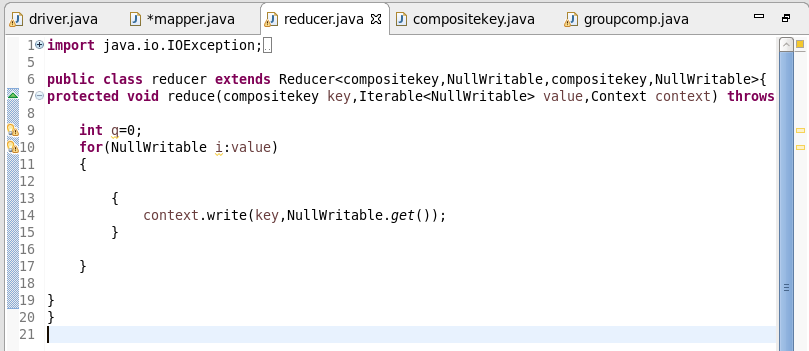 driver.java *mapper.java reducer.java compositekey.java groupcomp.java
1 import java.io.IOException;
5
6 public class reducer extends Reducer<compositekey,NullWritable,compositekey,NullWritable>{
7 protected void reduce(compositekey key,Iterable<NullWritable> value,Context context) throws
8
9     int q=0;
10     for(NullWritable i:value)
11     {
12
13         {
14             context.write(key,NullWritable.get());
15         }
16
17     }
18
19 }
20 }
21